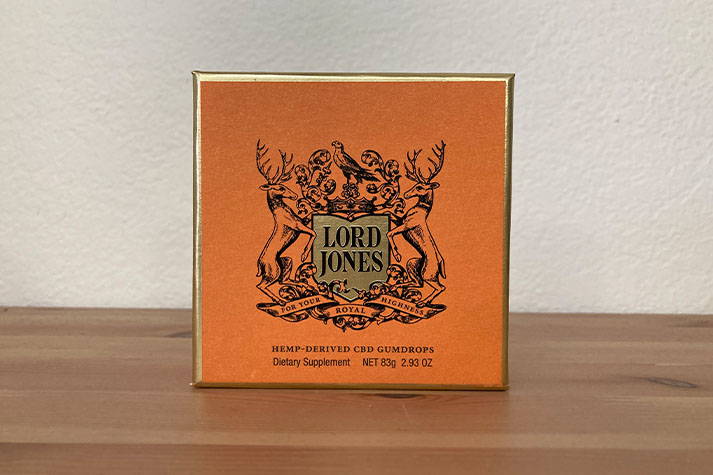 LORD
JONES
FOR YOUR ROYAL HIGHNESS
HEMP-DERIVED CBD GUMDROPS
Dietary Supplement NET 83g 2.93 OZ